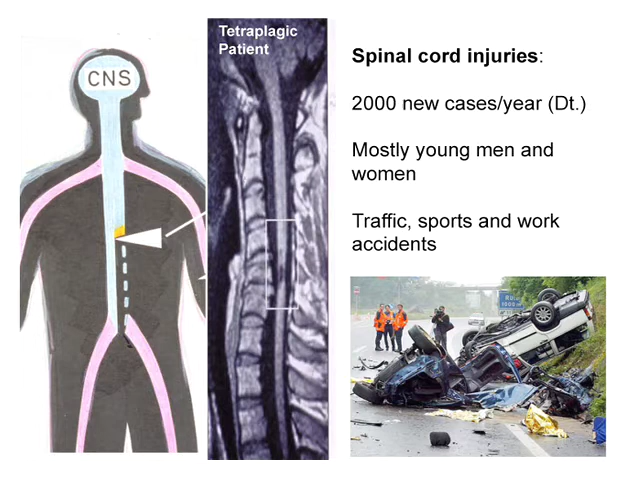 CNS
Tetraplagic
Patient
Spinal cord injuries:
2000 new cases/year (Dt.)
Mostly young men and
women
Traffic, sports and work
accidents